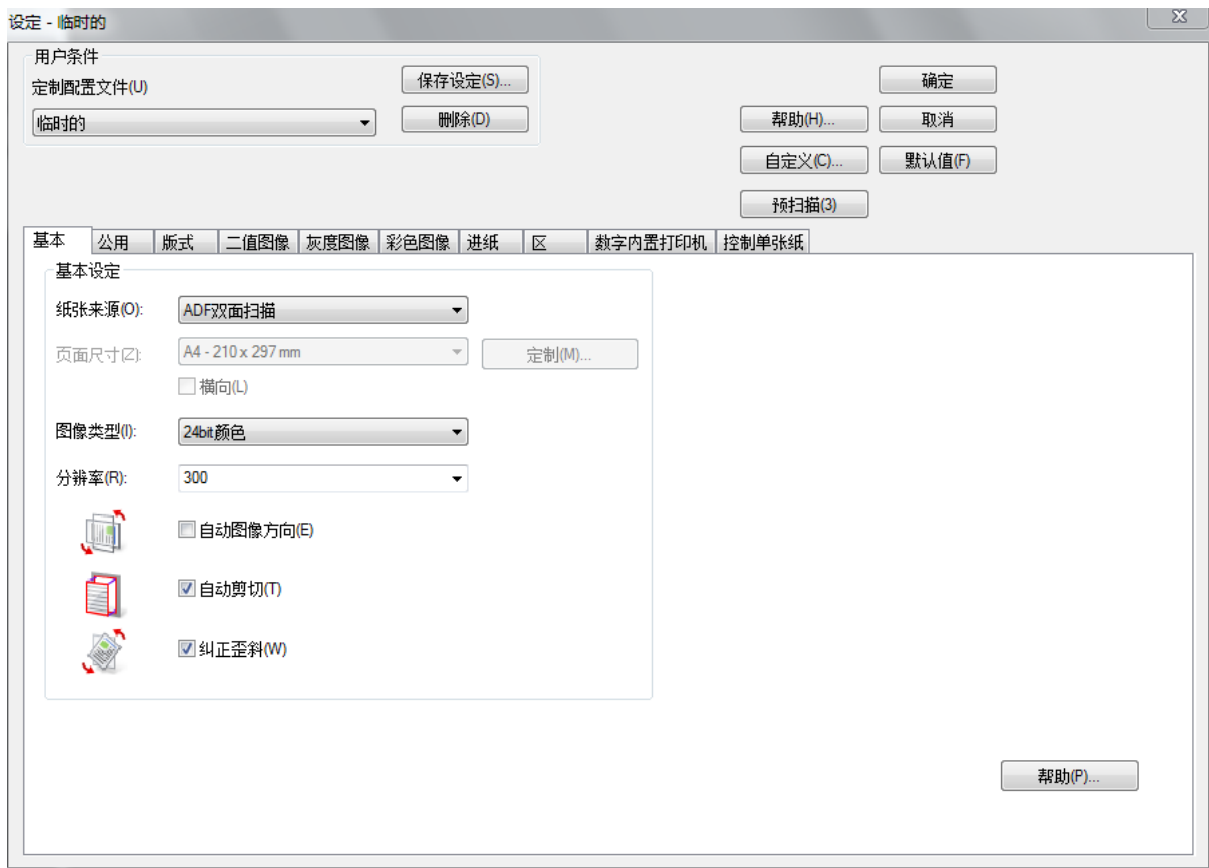 设定 - 临时的
用户条件
定制配置文件(U)
保存设定(S)...
临时的
删除(D)
确定
帮助(H)...
取消
自定义(C)...
默认值(F)
预扫描(3)
基本 公用 版式 二值图像 灰度图像 彩色图像 进纸 区 数字内置打印机 控制单张纸
基本设定
纸张来源(O): ADF双面扫描
页面尺寸(Z): A4 - 210 x 297 mm 定制(M)...
横向(L)
图像类型(I): 24bit颜色
分辨率(R): 300
自动图像方向(E)
自动剪切(T)
纠正歪斜(W)
帮助(P)...